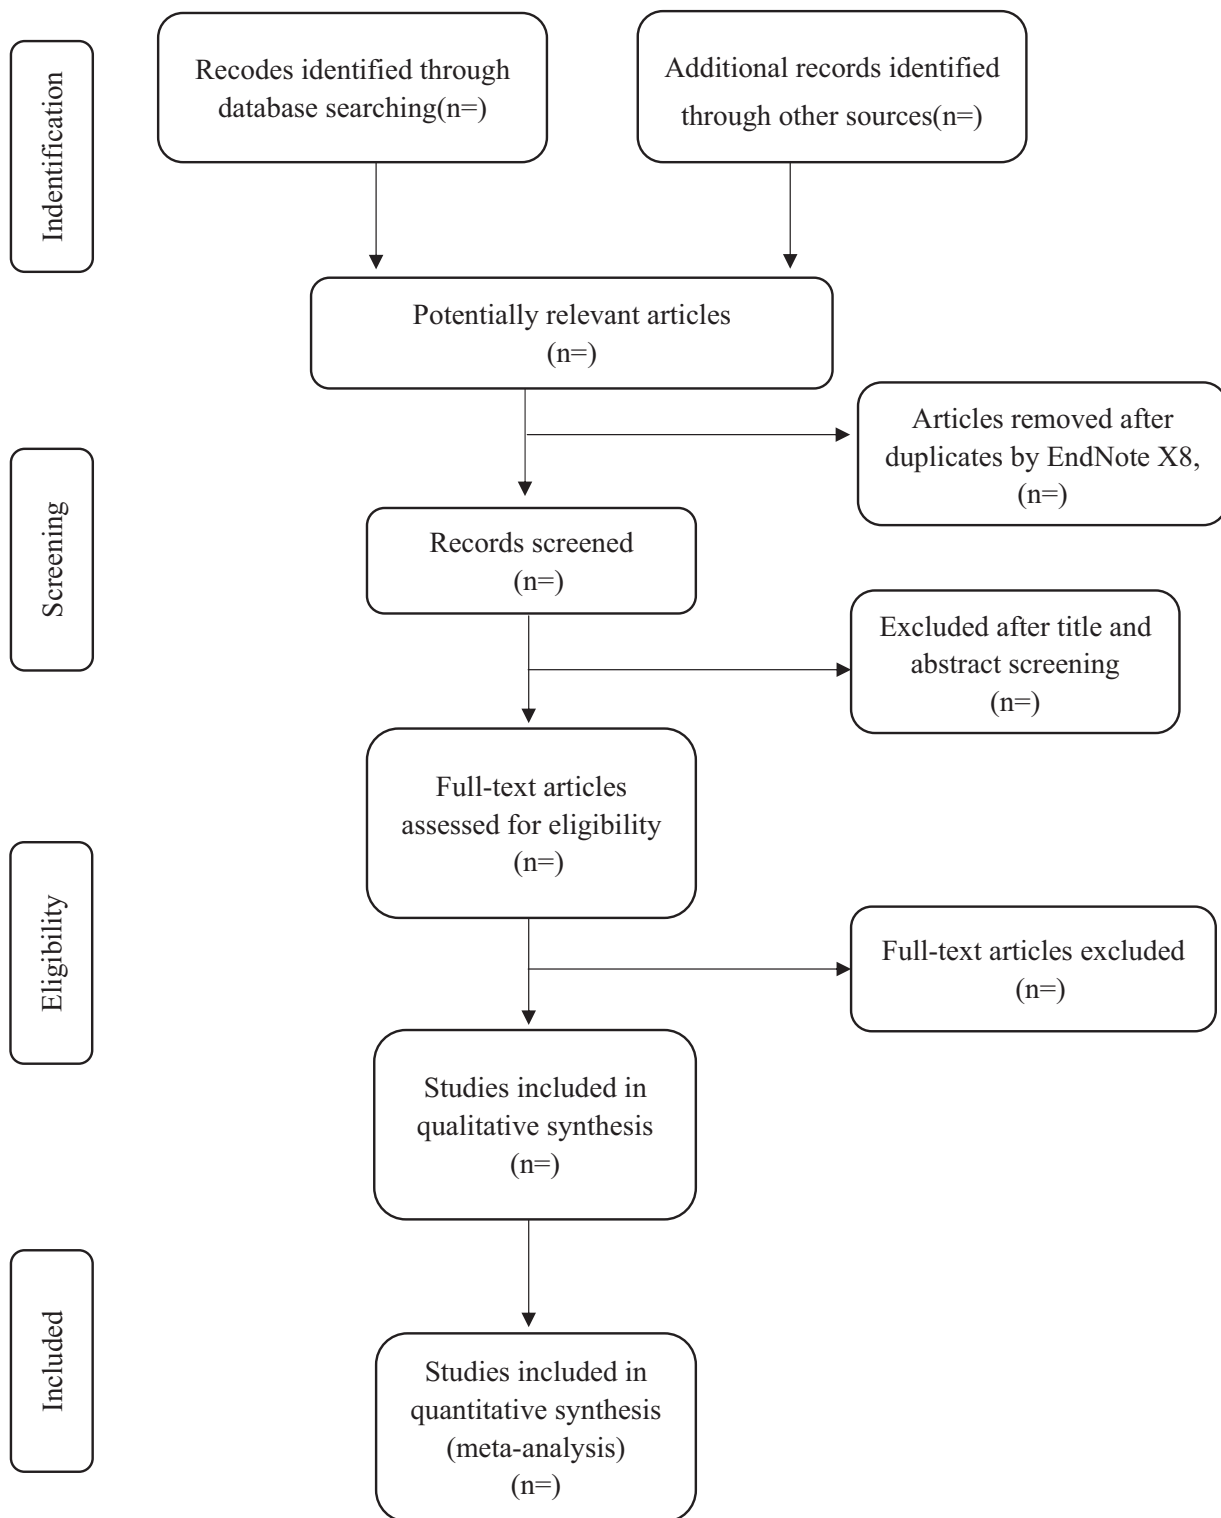 Indentification
Recodes identified through
database searching(n=)
Additional records identified
through other sources(n=)
Potentially relevant articles
(n=)
Articles removed after
duplicates by EndNote X8,
(n=)
Screening
Records screened
(n=)
Excluded after title and
abstract screening
(n=)
Full-text articles
assessed for eligibility
(n=)
Eligibility
Full-text articles excluded
(n=)
Studies included in
qualitative synthesis
(n=)
Included
Studies included in
quantitative synthesis
(meta-analysis)
(n=)